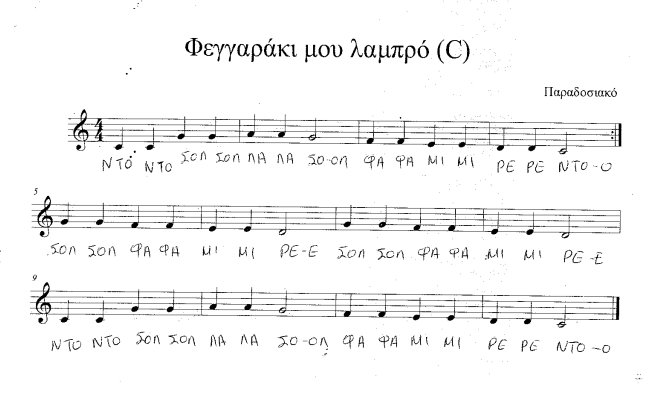 Φεγγαράκι μου λαμπρό (C)
Παραδοσιακό
ΝΤΟ ΝΤΟ ΣΟΛ ΣΟΛ ΛΑ ΛΑ ΣΟ-ΟΛ ΦΑ ΦΑ ΜΙ ΜΙ ΡΕ ΡΕ ΝΤΟ-Ο
5
ΣΟΛ ΣΟΛ ΦΑ ΦΑ ΜΙ ΜΙ ΡΕ-Ε ΣΟΛ ΣΟΛ ΦΑ ΦΑ ΜΙ ΜΙ ΡΕ-Ε
9
ΝΤΟ ΝΤΟ ΣΟΛ ΣΟΛ ΛΑ ΛΑ ΣΟ-ΟΛ ΦΑ ΦΑ ΜΙ ΜΙ ΡΕ ΡΕ ΝΤΟ-Ο